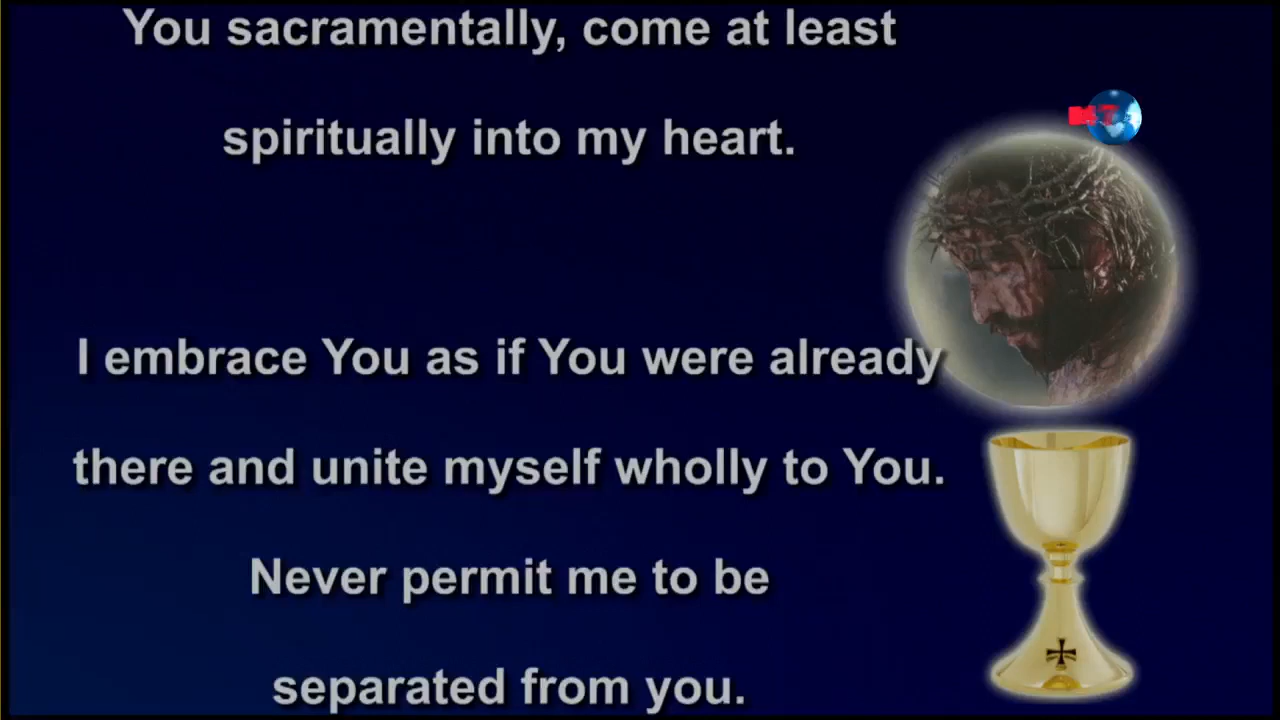 You sacramentally, come at least
spiritually into my heart.
I embrace You as if You were already
there and unite myself wholly to You.
Never permit me to be
separated from you.